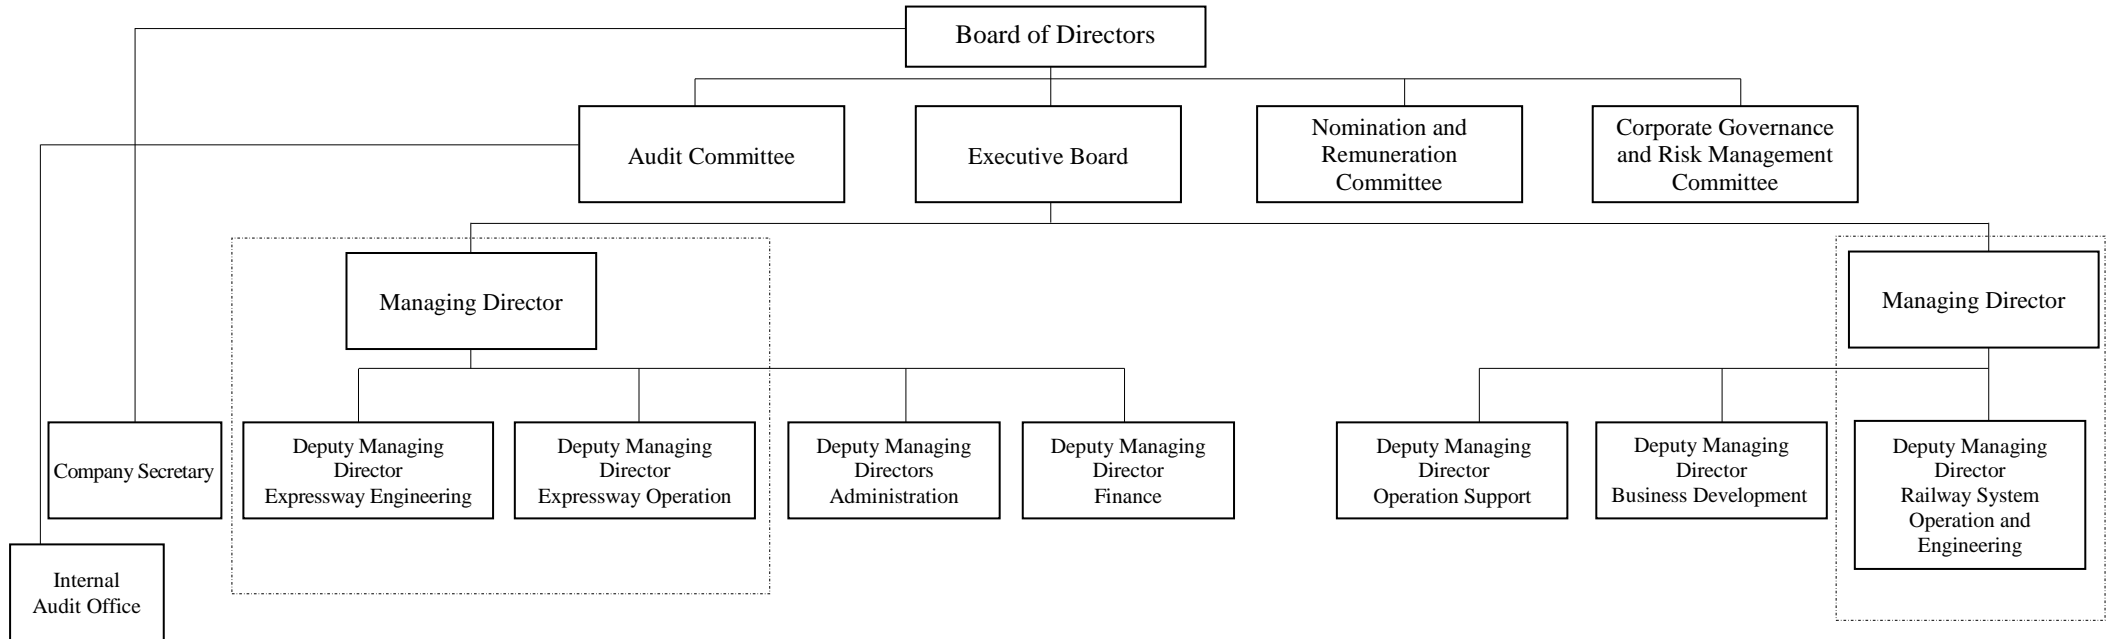 Board of Directors
Audit Committee
Executive Board
Nomination and
Remuneration
Committee
Corporate Governance
and Risk Management
Committee
Managing Director
Managing Director
Company Secretary
Deputy Managing
Director
Expressway Engineering
Deputy Managing
Director
Expressway Operation
Deputy Managing
Directors
Administration
Deputy Managing
Director
Finance
Deputy Managing
Director
Operation Support
Deputy Managing
Director
Business Development
Deputy Managing
Director
Railway System
Operation and
Engineering
Internal
Audit Office